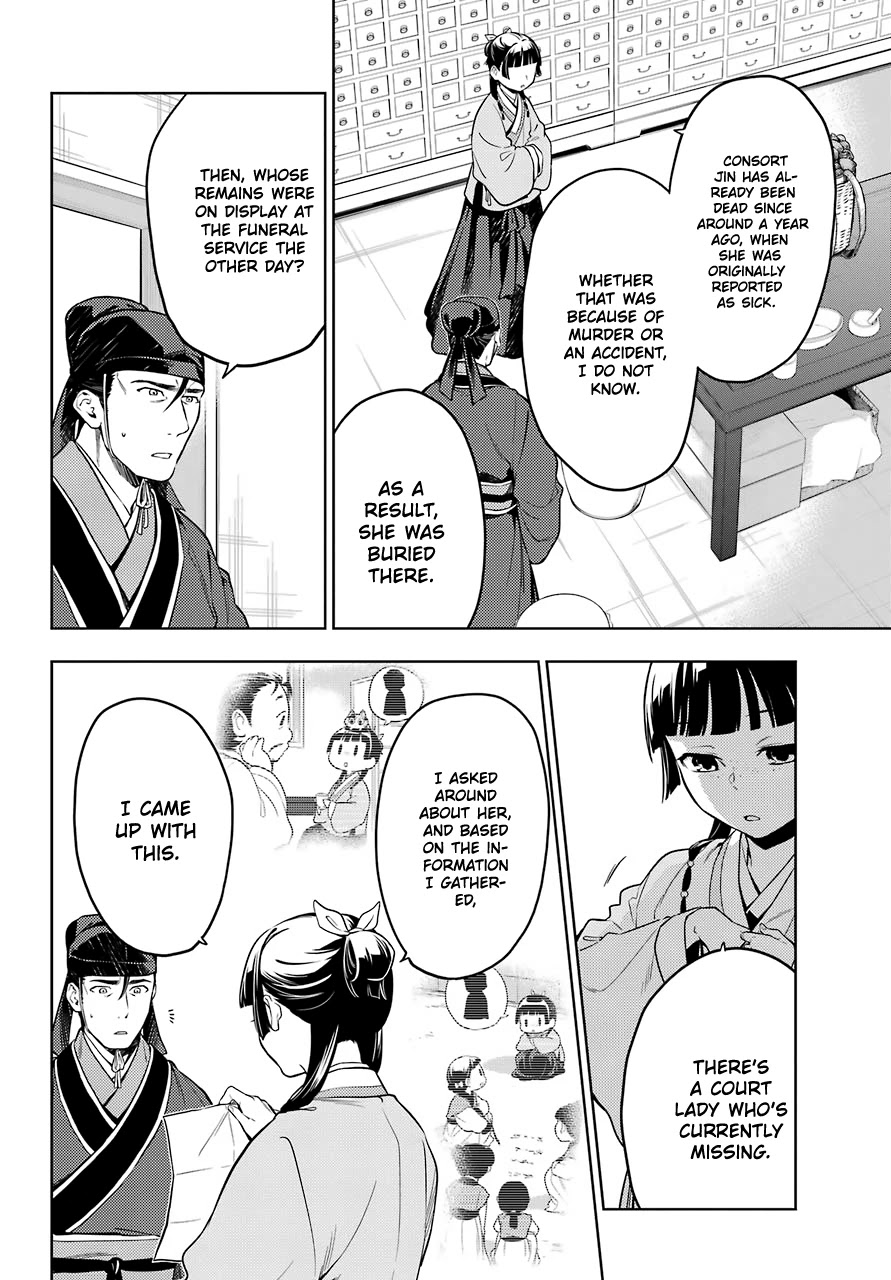 CONSORT
JIN HAS AL-
READY BEEN
DEAD SINCE
AROUND A YEAR
AGO, WHEN
SHE WAS
ORIGINALLY
REPORTED
AS SICK.
WHETHER
THAT WAS
BECAUSE OF
MURDER OR
AN ACCIDENT,
I DO NOT
KNOW.
AS A
RESULT,
SHE WAS
BURIED
THERE.
THEN, WHOSE
REMAINS WERE
ON DISPLAY AT
THE FUNERAL
SERVICE THE
OTHER DAY?
THERE'S
A COURT
LADY WHO'S
CURRENTLY
MISSING.
I ASKED
AROUND
ABOUT HER,
AND BASED
ON THE IN-
FORMATION
I GATHER-
ED,
I CAME
UP WITH
THIS.